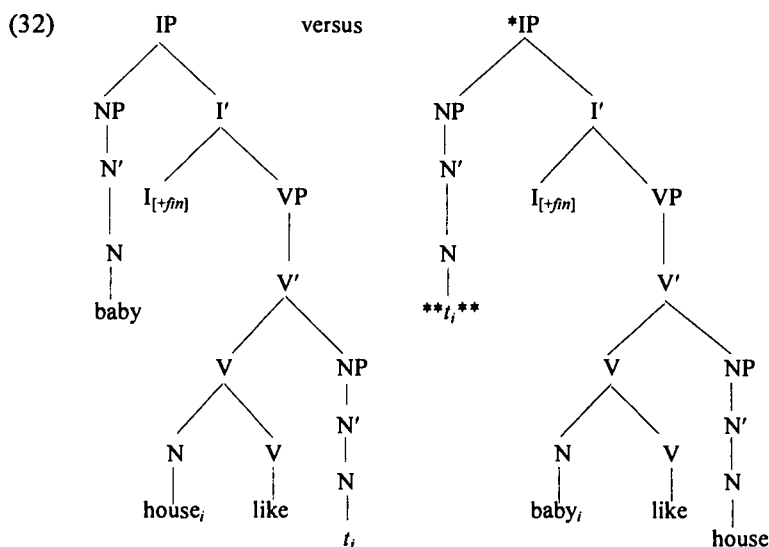 (32) IP versus *IP
NP I′ NP I′
N′ I[+fin] VP N′ I[+fin] VP
N V′ N V′
baby **ti**
V NP V NP
N V N′ N V N′
N N
housei like babyi like
ti house